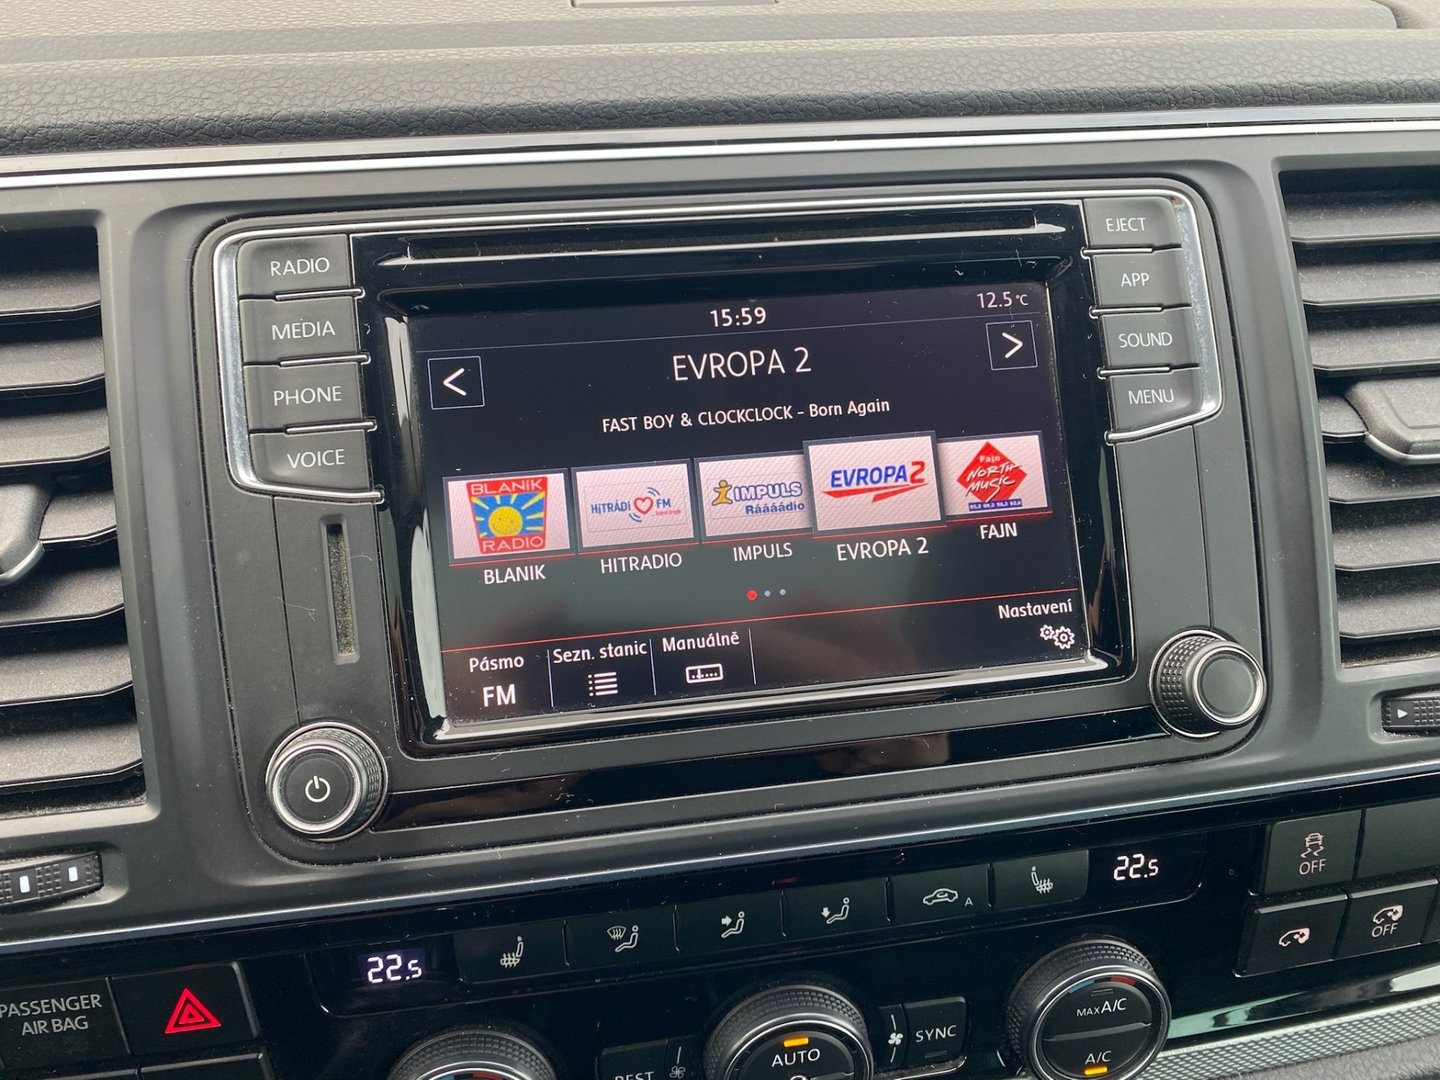 RADIO
MEDIA
PHONE
VOICE
EJECT
APP
SOUND
MENU
15:59
12.5°C
<
EVROPA 2
>
FAST BOY & CLOCKCLOCK - Born Again
BLANíK
RADIO
HiTRÁDIO FM
IMPULS
Ráááádio
EVROPA 2
Fajn
NORTH
MUSIC
BLANIK
HITRADIO
IMPULS
EVROPA 2
FAJN
Pásmo
FM
Sezn. stanic
Manuálně
Nastavení
22.5
22.5
A
OFF
OFF
PASSENGER
AIR BAG
REST
AUTO
SYNC
MAX A/C
A/C